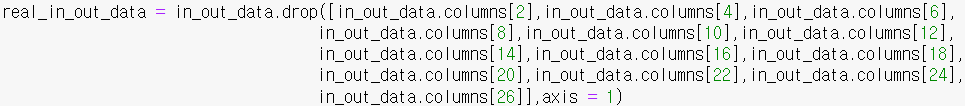 real_in_out_data = in_out_data.drop([in_out_data.columns[2],in_out_data.columns[4],in_out_data.columns[6],
in_out_data.columns[8],in_out_data.columns[10],in_out_data.columns[12],
in_out_data.columns[14],in_out_data.columns[16],in_out_data.columns[18],
in_out_data.columns[20],in_out_data.columns[22],in_out_data.columns[24],
in_out_data.columns[26]],axis = 1)